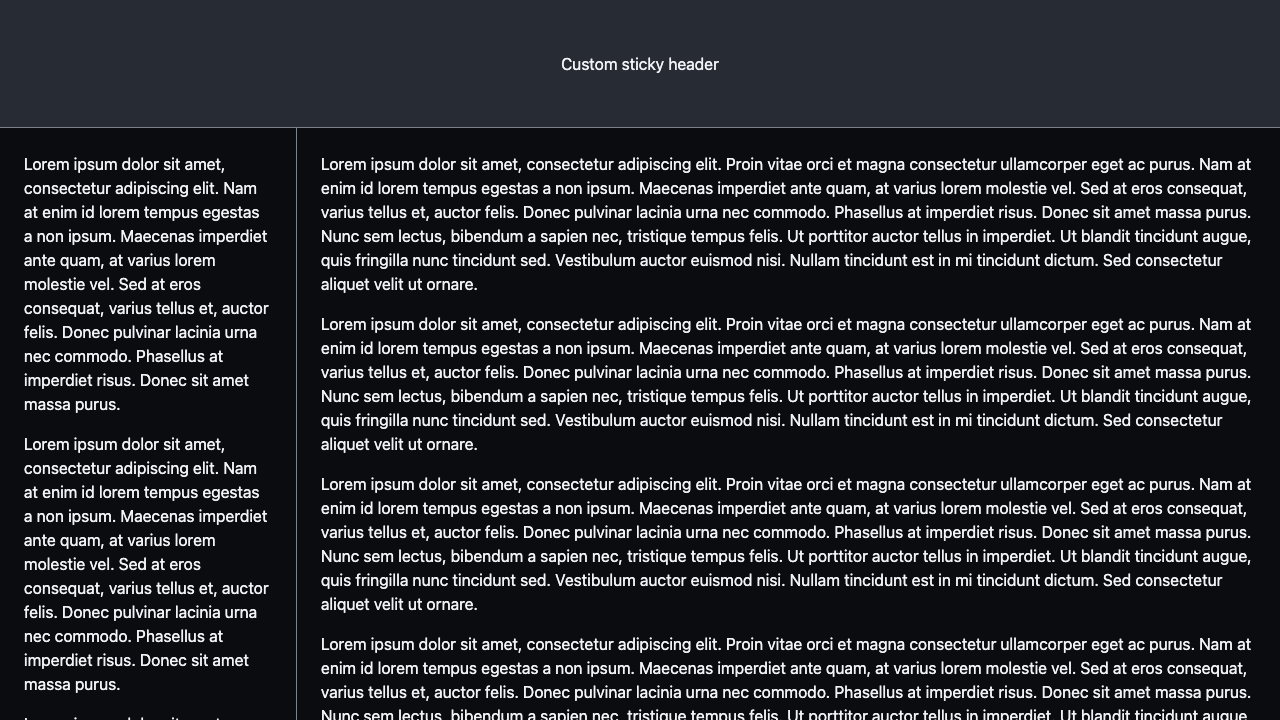 Custom sticky header
Lorem ipsum dolor sit amet,
consectetur adipiscing elit. Nam
at enim id lorem tempus egestas
a non ipsum. Maecenas imperdiet
ante quam, at varius lorem
molestie vel. Sed at eros
consequat, varius tellus et, auctor
felis. Donec pulvinar lacinia urna
nec commodo. Phasellus at
imperdiet risus. Donec sit amet
massa purus.
Lorem ipsum dolor sit amet,
consectetur adipiscing elit. Nam
at enim id lorem tempus egestas
a non ipsum. Maecenas imperdiet
ante quam, at varius lorem
molestie vel. Sed at eros
consequat, varius tellus et, auctor
felis. Donec pulvinar lacinia urna
nec commodo. Phasellus at
imperdiet risus. Donec sit amet
massa purus.
Lorem ipsum dolor sit amet, consectetur adipiscing elit. Proin vitae orci et magna consectetur ullamcorper eget ac purus. Nam at
enim id lorem tempus egestas a non ipsum. Maecenas imperdiet ante quam, at varius lorem molestie vel. Sed at eros consequat,
varius tellus et, auctor felis. Donec pulvinar lacinia urna nec commodo. Phasellus at imperdiet risus. Donec sit amet massa purus.
Nunc sem lectus, bibendum a sapien nec, tristique tempus felis. Ut porttitor auctor tellus in imperdiet. Ut blandit tincidunt augue,
quis fringilla nunc tincidunt sed. Vestibulum auctor euismod nisi. Nullam tincidunt est in mi tincidunt dictum. Sed consectetur
aliquet velit ut ornare.
Lorem ipsum dolor sit amet, consectetur adipiscing elit. Proin vitae orci et magna consectetur ullamcorper eget ac purus. Nam at
enim id lorem tempus egestas a non ipsum. Maecenas imperdiet ante quam, at varius lorem molestie vel. Sed at eros consequat,
varius tellus et, auctor felis. Donec pulvinar lacinia urna nec commodo. Phasellus at imperdiet risus. Donec sit amet massa purus.
Nunc sem lectus, bibendum a sapien nec, tristique tempus felis. Ut porttitor auctor tellus in imperdiet. Ut blandit tincidunt augue,
quis fringilla nunc tincidunt sed. Vestibulum auctor euismod nisi. Nullam tincidunt est in mi tincidunt dictum. Sed consectetur
aliquet velit ut ornare.
Lorem ipsum dolor sit amet, consectetur adipiscing elit. Proin vitae orci et magna consectetur ullamcorper eget ac purus. Nam at
enim id lorem tempus egestas a non ipsum. Maecenas imperdiet ante quam, at varius lorem molestie vel. Sed at eros consequat,
varius tellus et, auctor felis. Donec pulvinar lacinia urna nec commodo. Phasellus at imperdiet risus. Donec sit amet massa purus.
Nunc sem lectus, bibendum a sapien nec, tristique tempus felis. Ut porttitor auctor tellus in imperdiet. Ut blandit tincidunt augue,
quis fringilla nunc tincidunt sed. Vestibulum auctor euismod nisi. Nullam tincidunt est in mi tincidunt dictum. Sed consectetur
aliquet velit ut ornare.
Lorem ipsum dolor sit amet, consectetur adipiscing elit. Proin vitae orci et magna consectetur ullamcorper eget ac purus. Nam at
enim id lorem tempus egestas a non ipsum. Maecenas imperdiet ante quam, at varius lorem molestie vel. Sed at eros consequat,
varius tellus et, auctor felis. Donec pulvinar lacinia urna nec commodo. Phasellus at imperdiet risus. Donec sit amet massa purus.
Nunc sem lectus, bibendum a sapien nec, tristique tempus felis. Ut porttitor auctor tellus in imperdiet. Ut blandit tincidunt augue,